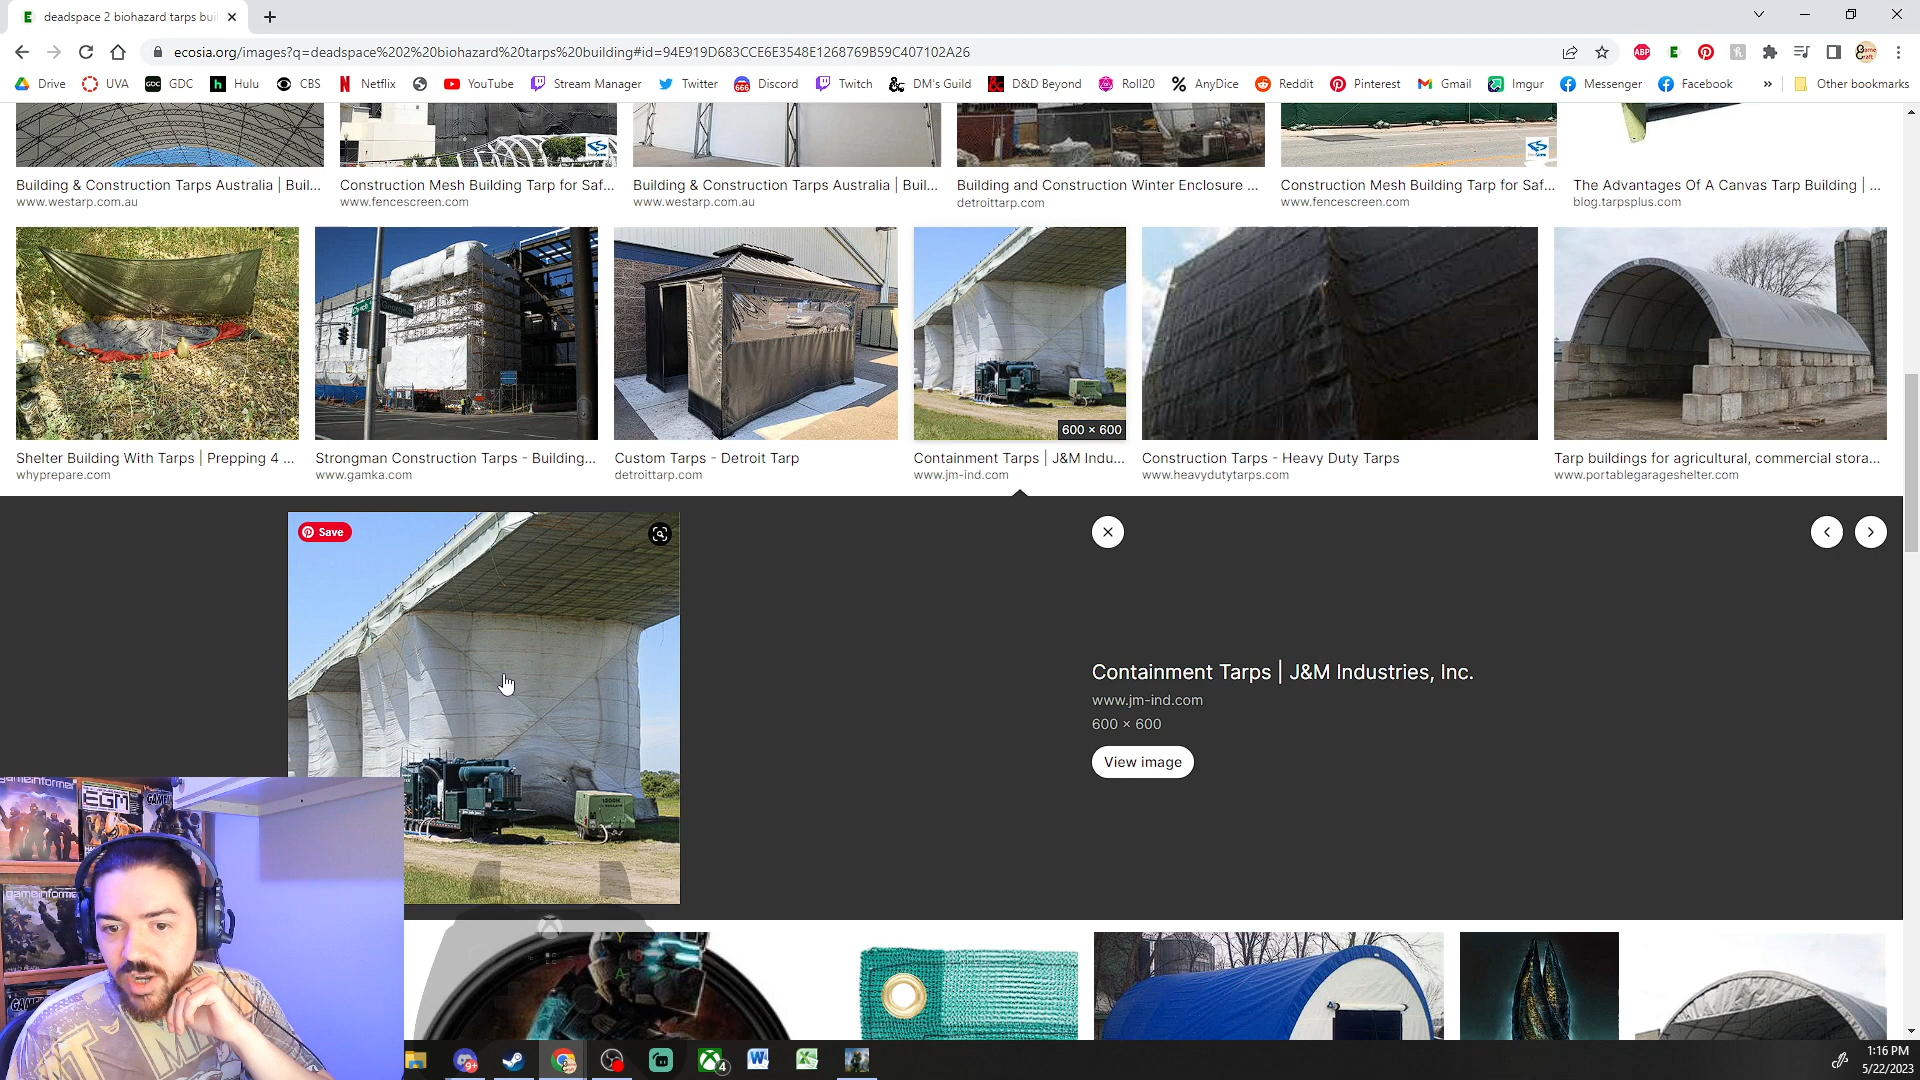 deadspace 2 biohazard tarps bui
ecosia.org/images?q=deadspace%202%20biohazard%20tarps%20building#id=94E919D683CCE6E3548E1268769B59C407102A26
ABP
Drive UVA GDC Hulu CBS Netflix YouTube Stream Manager Twitter Discord Twitch DM's Guild D&D Beyond Roll20 AnyDice Reddit Pinterest Gmail Imgur Messenger Facebook » Other bookmarks
Building & Construction Tarps Australia | Buil...
www.westarp.com.au
Construction Mesh Building Tarp for Saf...
www.fencescreen.com
Building & Construction Tarps Australia | Buil...
www.westarp.com.au
Building and Construction Winter Enclosure ...
detroittarp.com
Construction Mesh Building Tarp for Saf...
www.fencescreen.com
The Advantages Of A Canvas Tarp Building | ...
blog.tarpsplus.com
600 × 600
Shelter Building With Tarps | Prepping 4 ...
whyprepare.com
Strongman Construction Tarps - Building...
www.gamka.com
Custom Tarps - Detroit Tarp
detroittarp.com
Containment Tarps | J&M Indu...
www.jm-ind.com
Construction Tarps - Heavy Duty Tarps
www.heavydutytarps.com
Tarp buildings for agricultural, commercial stora...
www.portablegarageshelter.com
Save
Containment Tarps | J&M Industries, Inc.
www.jm-ind.com
600 × 600
View image
gameinformer
EGM
gameinforme
1:16 PM
5/22/2023